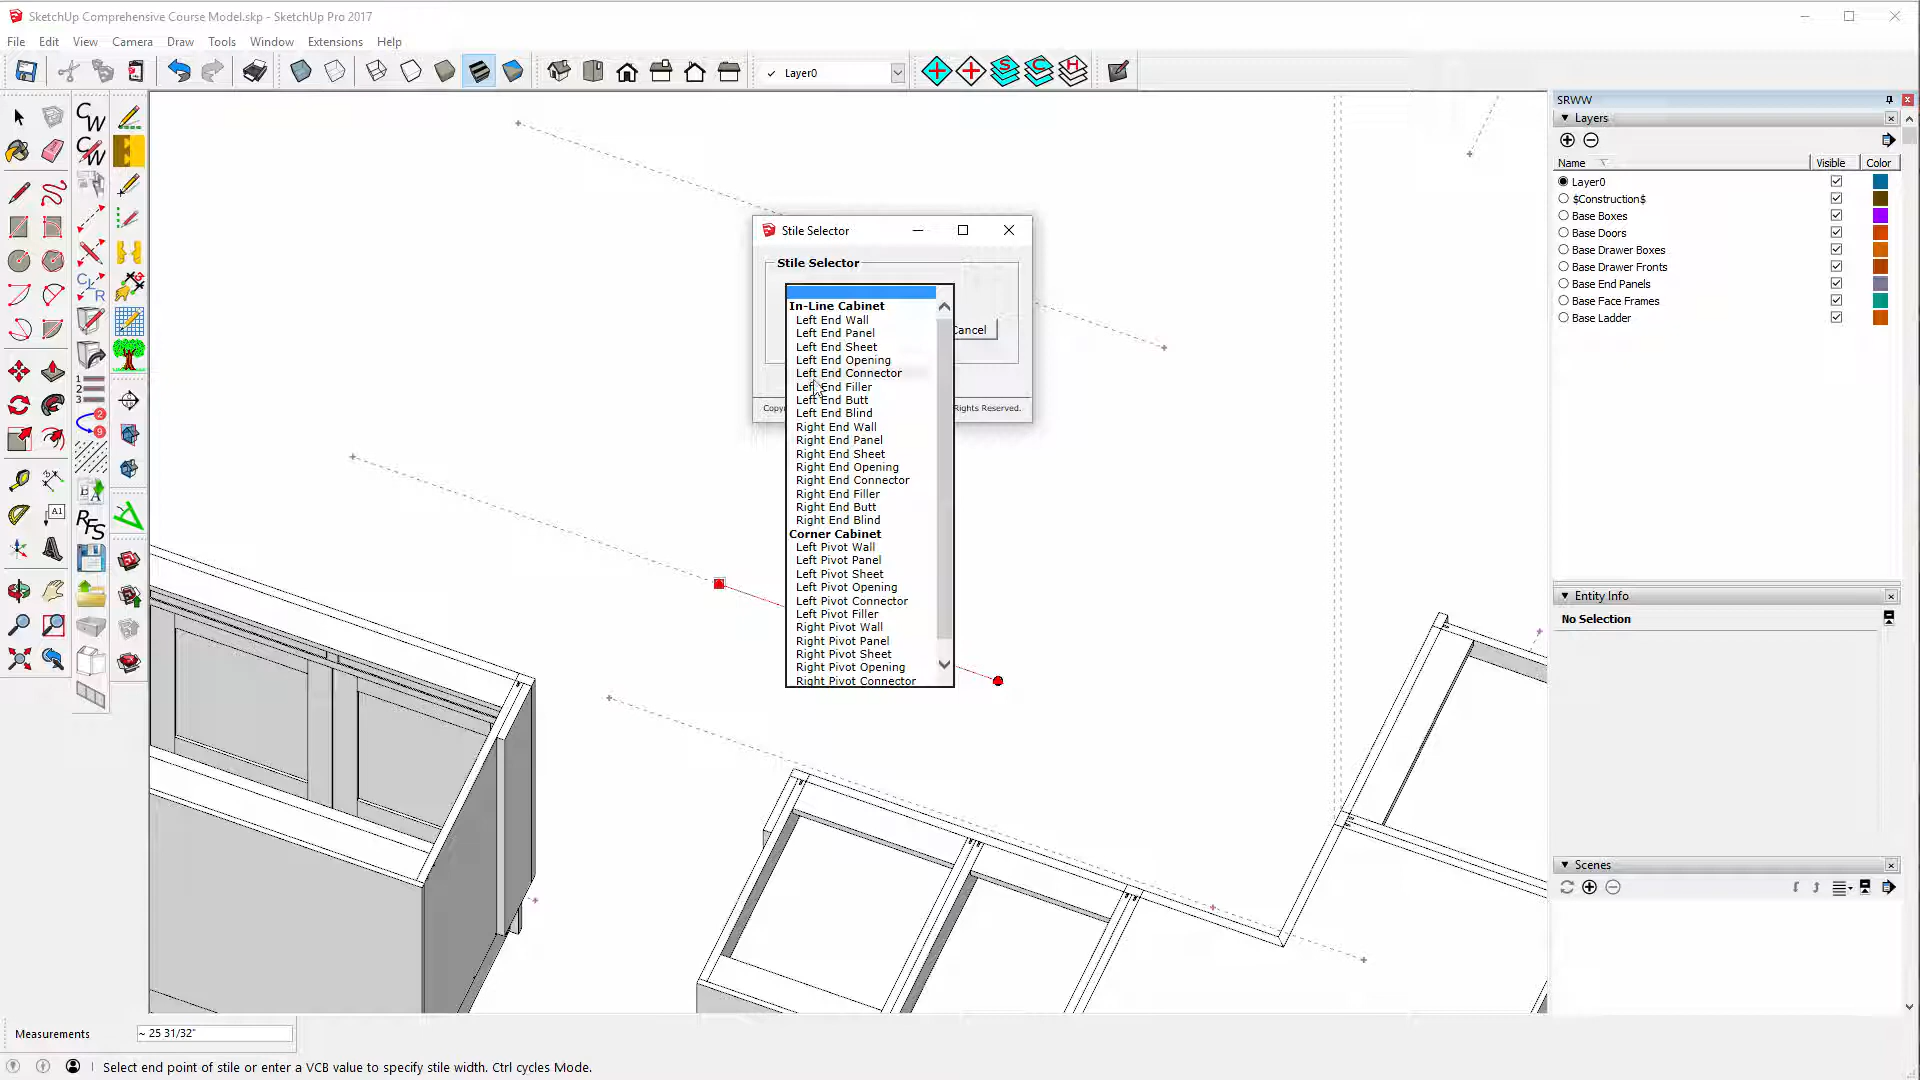 SketchUp Comprehensive Course Model.skp - SketchUp Pro 2017
File Edit View Camera Draw Tools Window Extensions Help
Layer0
SRWW
Layers
Name Visible Color
Layer0
$Construction$
Base Boxes
Base Doors
Base Drawer Boxes
Base Drawer Fronts
Base End Panels
Base Face Frames
Base Ladder
Stile Selector
Stile Selector
In-Line Cabinet
Left End Wall
Left End Panel
Left End Sheet
Left End Opening
Left End Connector
Left End Filler
Left End Butt
Left End Blind
Right End Wall
Right End Panel
Right End Sheet
Right End Opening
Right End Connector
Right End Filler
Right End Butt
Right End Blind
Corner Cabinet
Left Pivot Wall
Left Pivot Panel
Left Pivot Sheet
Left Pivot Opening
Left Pivot Connector
Left Pivot Filler
Right Pivot Wall
Right Pivot Panel
Right Pivot Sheet
Right Pivot Opening
Right Pivot Connector
Cancel
Rights Reserved.
Entity Info
No Selection
Scenes
Measurements ~ 25 31/32"
Select end point of stile or enter a VCB value to specify stile width. Ctrl cycles Mode.